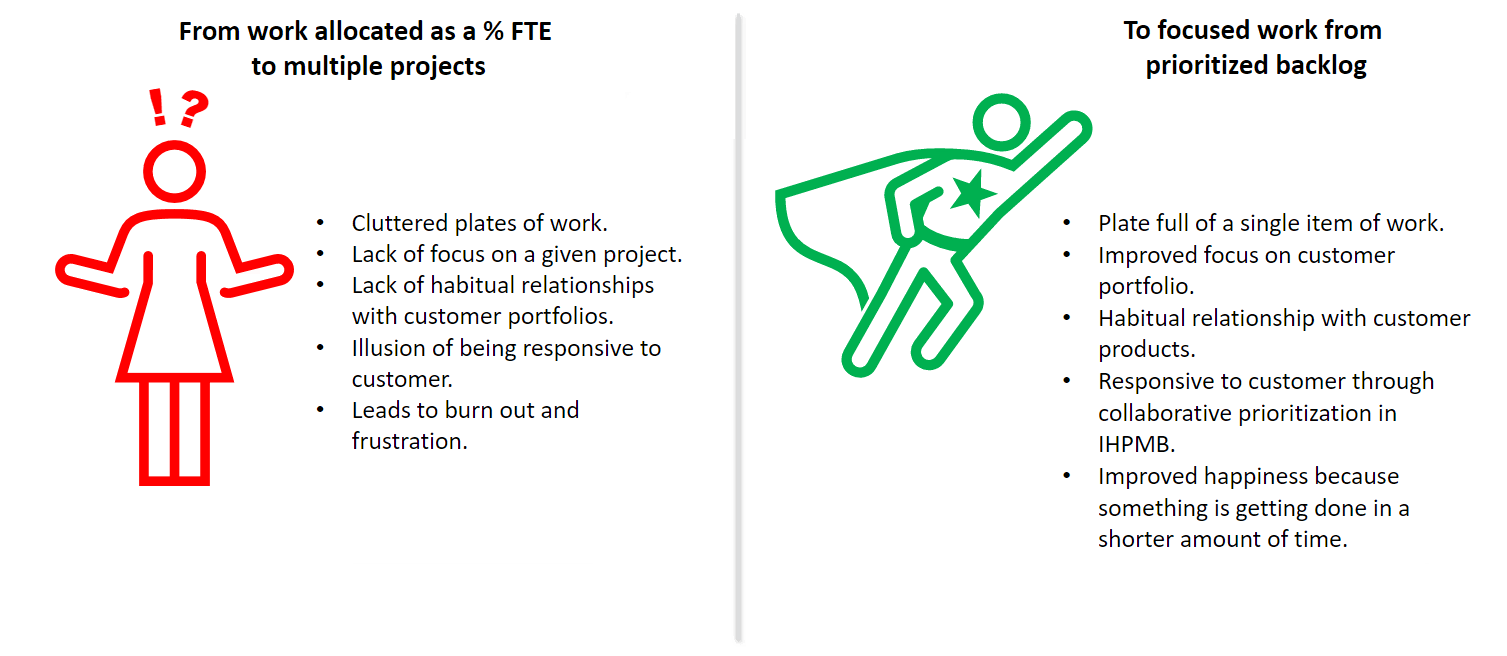 From work allocated as a % FTE
to multiple projects
! ?
• Cluttered plates of work.
• Lack of focus on a given project.
• Lack of habitual relationships
with customer portfolios.
• Illusion of being responsive to
customer.
• Leads to burn out and
frustration.
To focused work from
prioritized backlog
• Plate full of a single item of work.
• Improved focus on customer
portfolio.
• Habitual relationship with customer
products.
• Responsive to customer through
collaborative prioritization in
IHPMB.
• Improved happiness because
something is getting done in a
shorter amount of time.